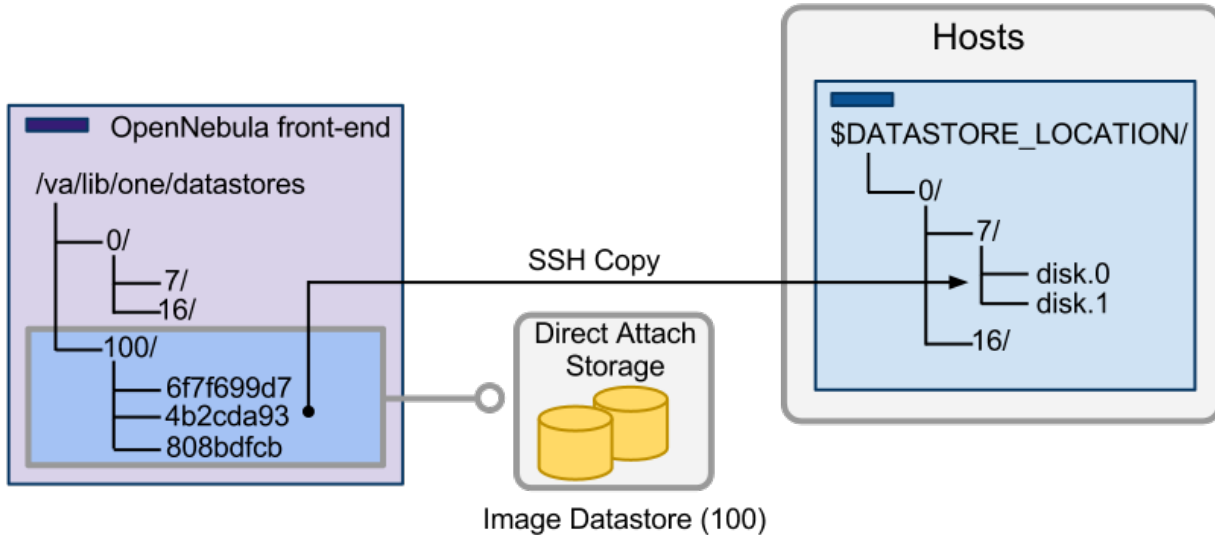 Hosts
OpenNebula front-end
/va/lib/one/datastores
0/
7/
16/
100/
6f7f699d7
4b2cda93
808bdfcb
SSH Copy
Direct Attach
Storage
Image Datastore (100)
$DATASTORE_LOCATION/
0/
7/
disk.0
disk.1
16/